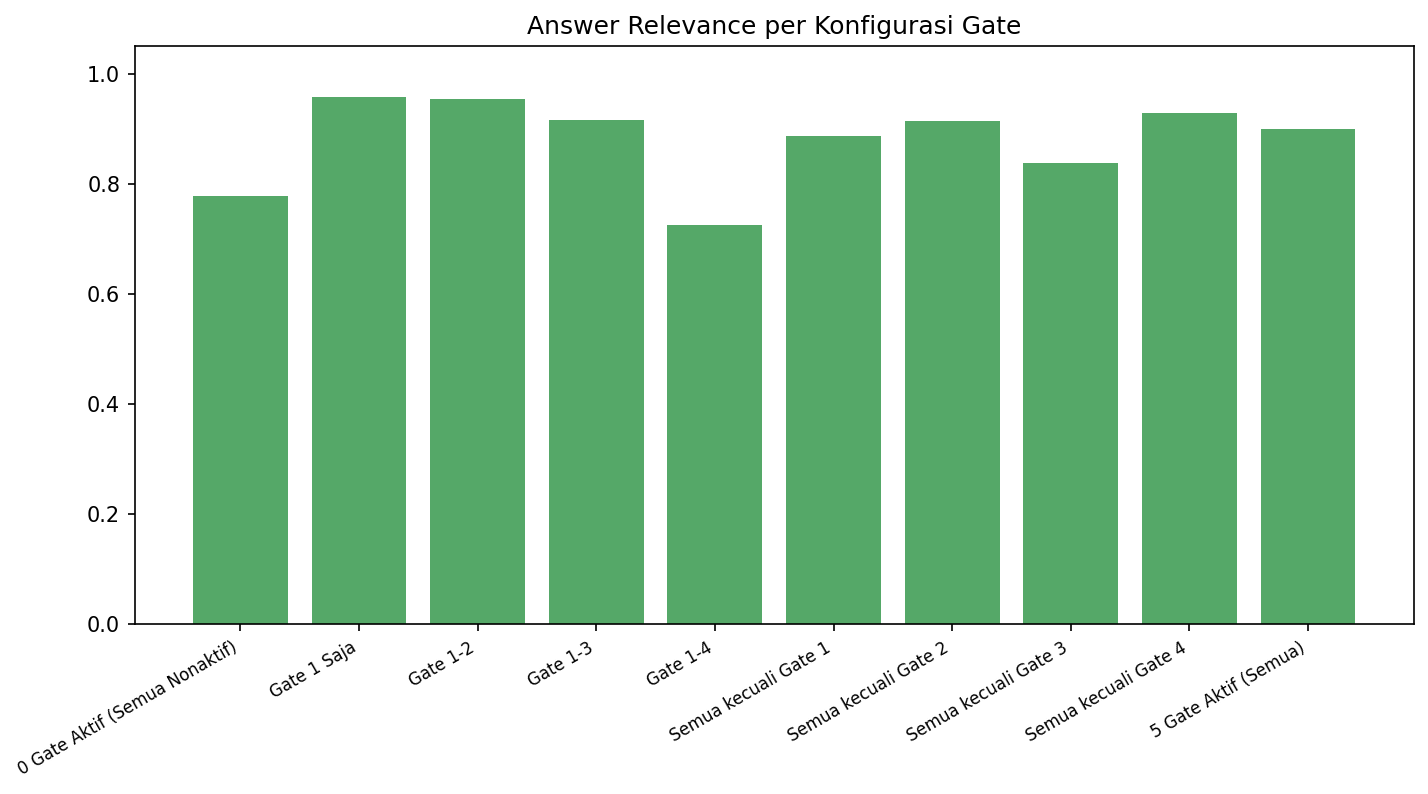 Answer Relevance per Konfigurasi Gate
1.0
0.8
0.6
0.4
0.2
0.0
0 Gate Aktif (Semua Nonaktif)
Gate 1 Saja
Gate 1-2
Gate 1-3
Gate 1-4
Semua kecuali Gate 1
Semua kecuali Gate 2
Semua kecuali Gate 3
Semua kecuali Gate 4
5 Gate Aktif (Semua)